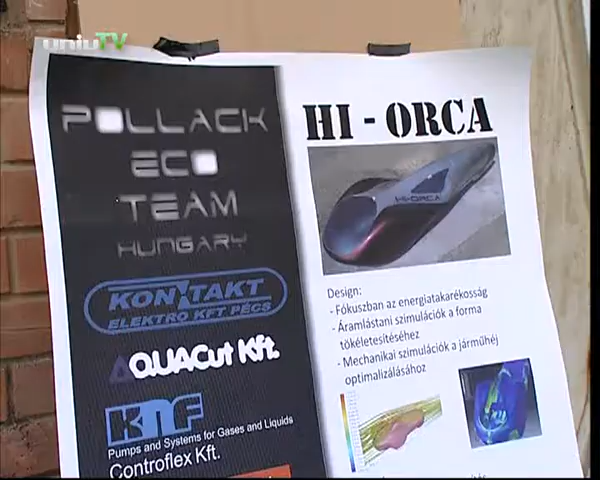 univTV
POLLACK
ECO
TEAM
HUNGARY
KONTAKT
ELEKTRO KFT PÉCS
AQUACut Kft.
KNF
Pumps and Systems for Gases and Liquids
Controflex Kft.
HI-ORCA
HI-ORCA
Design:
- Fókuszban az energiatakarékosság
- Áramlástani szimulációk a forma
tökéletesítéséhez
- Mechanikai szimulációk a járműhéj
optimalizálásához